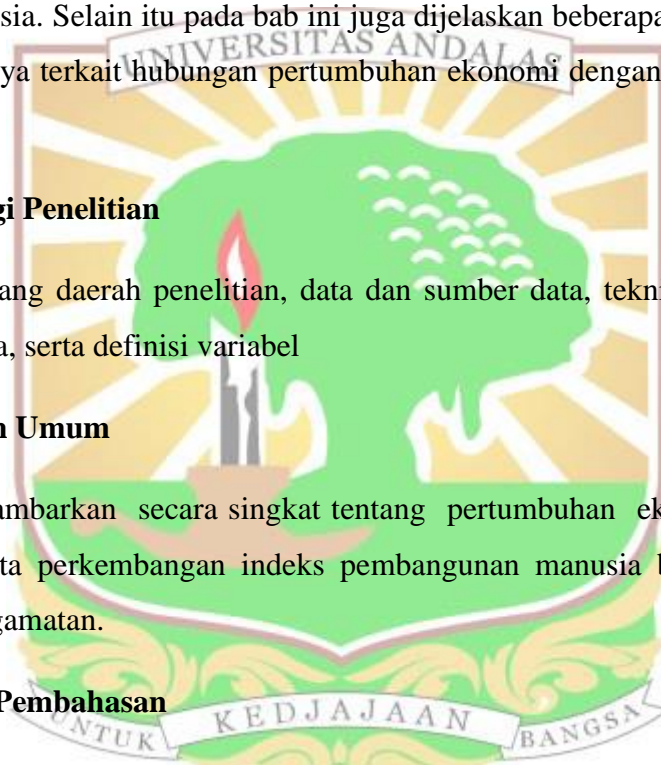 sia. Selain itu pada bab ini juga dijelaskan beberapa
UNIVERSITAS ANDALAS
ya terkait hubungan pertumbuhan ekonomi dengan
gi Penelitian
ang daerah penelitian, data dan sumber data, tekni
a, serta definisi variabel
n Umum
ambarkan secara singkat tentang pertumbuhan ek
ta perkembangan indeks pembangunan manusia b
gamatan.
Pembahasan
UNTUK KEDJAJAAN BANGSA